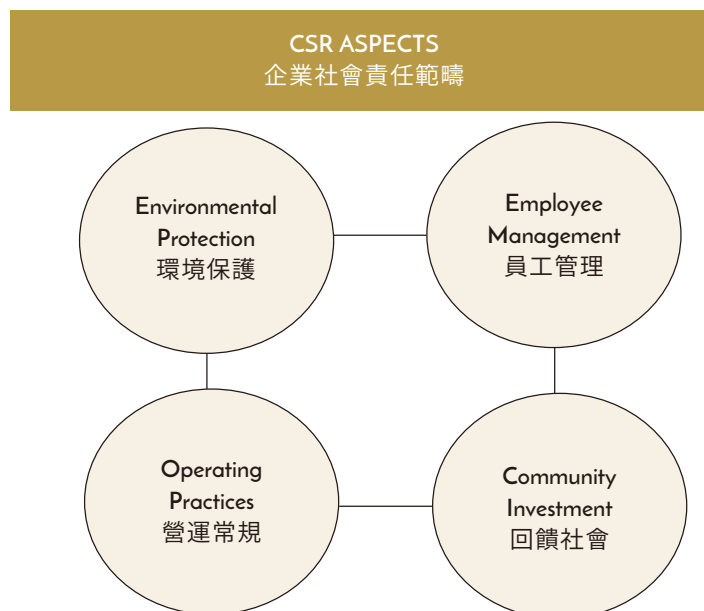 CSR ASPECTS
企業社會責任範疇
Environmental
Protection
環境保護
Employee
Management
員工管理
Operating
Practices
營運常規
Community
Investment
回饋社會